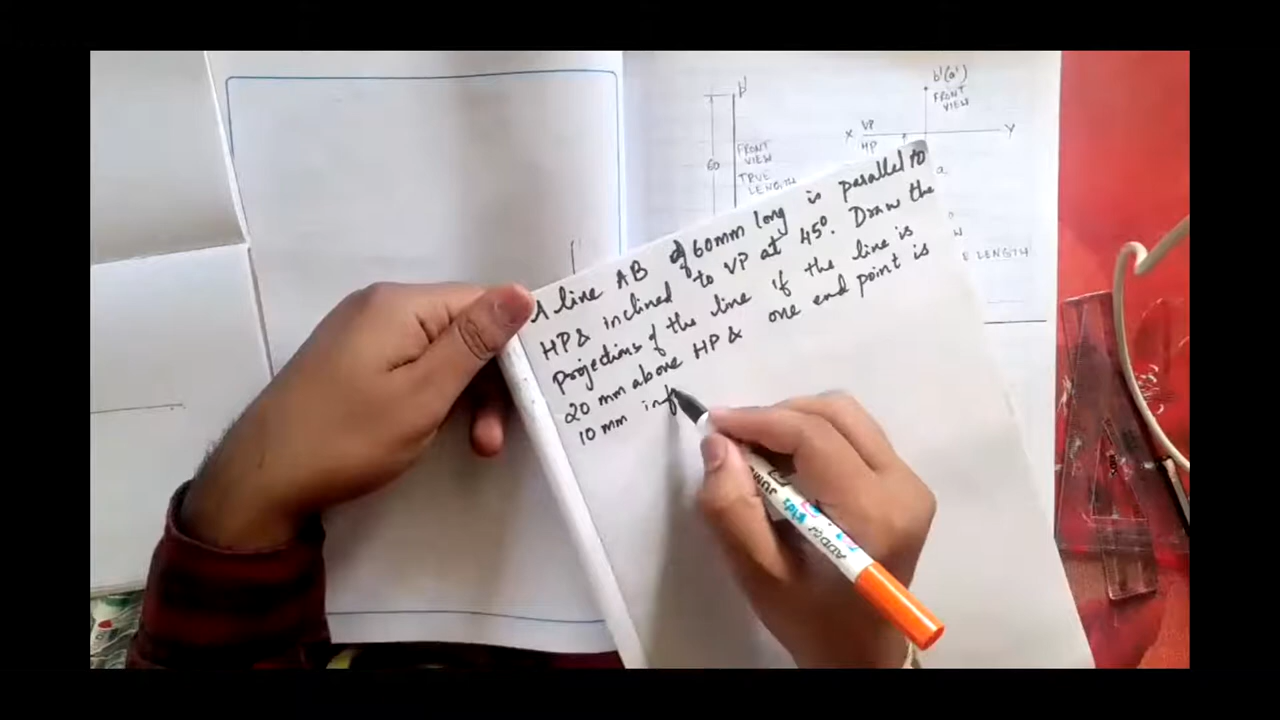 b'
60
FRONT
VIEW
TRUE
LENGTH
b'(a')
FRONT
VIEW
X
VP
HP
Y
a
LENGTH
A line AB of 60mm long is parallel to
HP & inclined to VP at 45°. Draw the
projections of the line if the line is
20 mm above HP & one end point is
10 mm inf
kidz